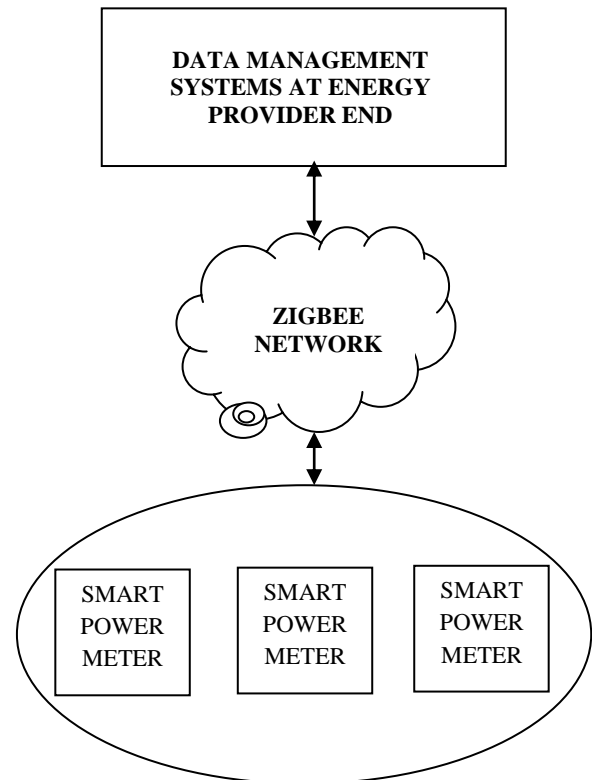 DATA MANAGEMENT
SYSTEMS AT ENERGY
PROVIDER END
ZIGBEE
NETWORK
SMART
POWER
METER
SMART
POWER
METER
SMART
POWER
METER